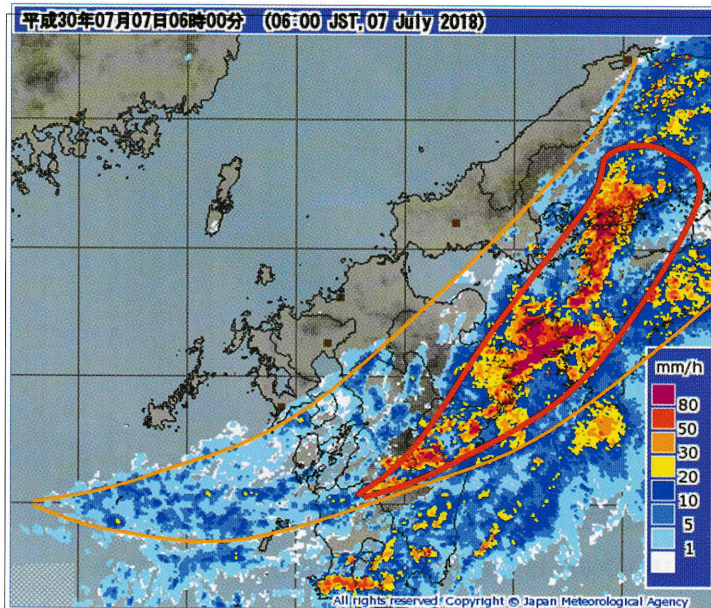 平成30年07月07日06時00分 (06:00 JST, 07 July 2018)
mm/h
80
50
30
20
10
5
1
All rights reserved. Copyright © Japan Meteorological Agency